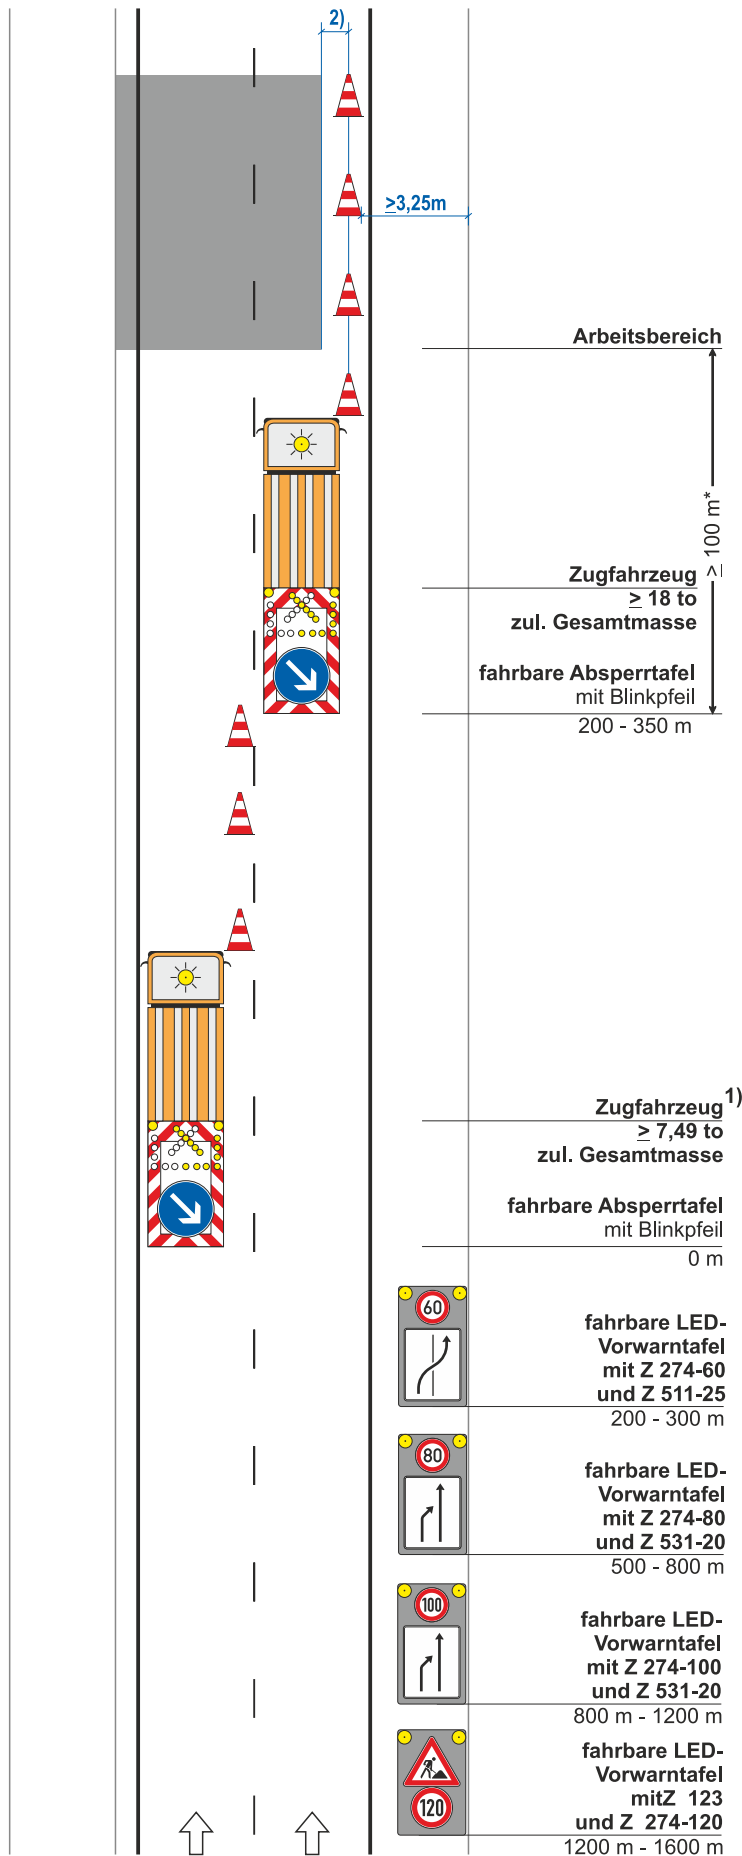 2)
≥3,25m
Arbeitsbereich
≥ 100 m*
Zugfahrzeug
≥ 18 to
zul. Gesamtmasse
fahrbare Absperrtafel
mit Blinkpfeil
200 - 350 m
Zugfahrzeug 1)
≥ 7,49 to
zul. Gesamtmasse
fahrbare Absperrtafel
mit Blinkpfeil
0 m
60
fahrbare LED-
Vorwarntafel
mit Z 274-60
und Z 511-25
200 - 300 m
80
fahrbare LED-
Vorwarntafel
mit Z 274-80
und Z 531-20
500 - 800 m
100
fahrbare LED-
Vorwarntafel
mit Z 274-100
und Z 531-20
800 m - 1200 m
120
fahrbare LED-
Vorwarntafel
mitZ 123
und Z 274-120
1200 m - 1600 m